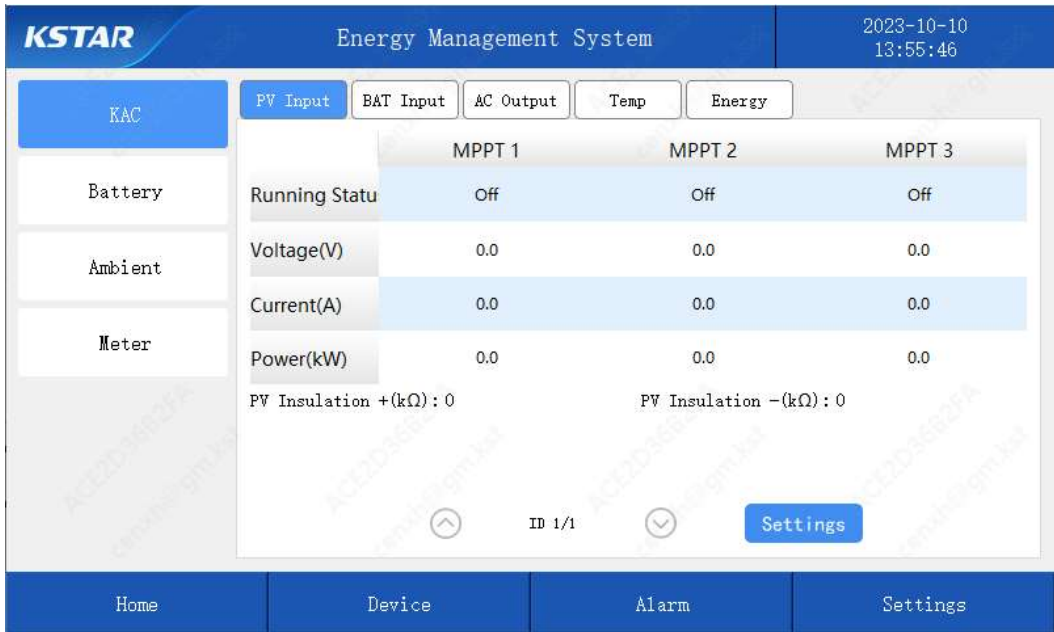 KSTAR
Energy Management System
2023-10-10
13:55:46
KAC
Battery
Ambient
Meter
PV Input BAT Input AC Output Temp Energy
MPPT 1 MPPT 2 MPPT 3
Running Statu Off Off Off
Voltage(V) 0.0 0.0 0.0
Current(A) 0.0 0.0 0.0
Power(kW) 0.0 0.0 0.0
PV Insulation +(kΩ):0 PV Insulation -(kΩ):0
ID 1/1 Settings
Home Device Alarm Settings